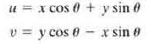 u = x cos θ + y sin θ
v = y cos θ − x sin θ